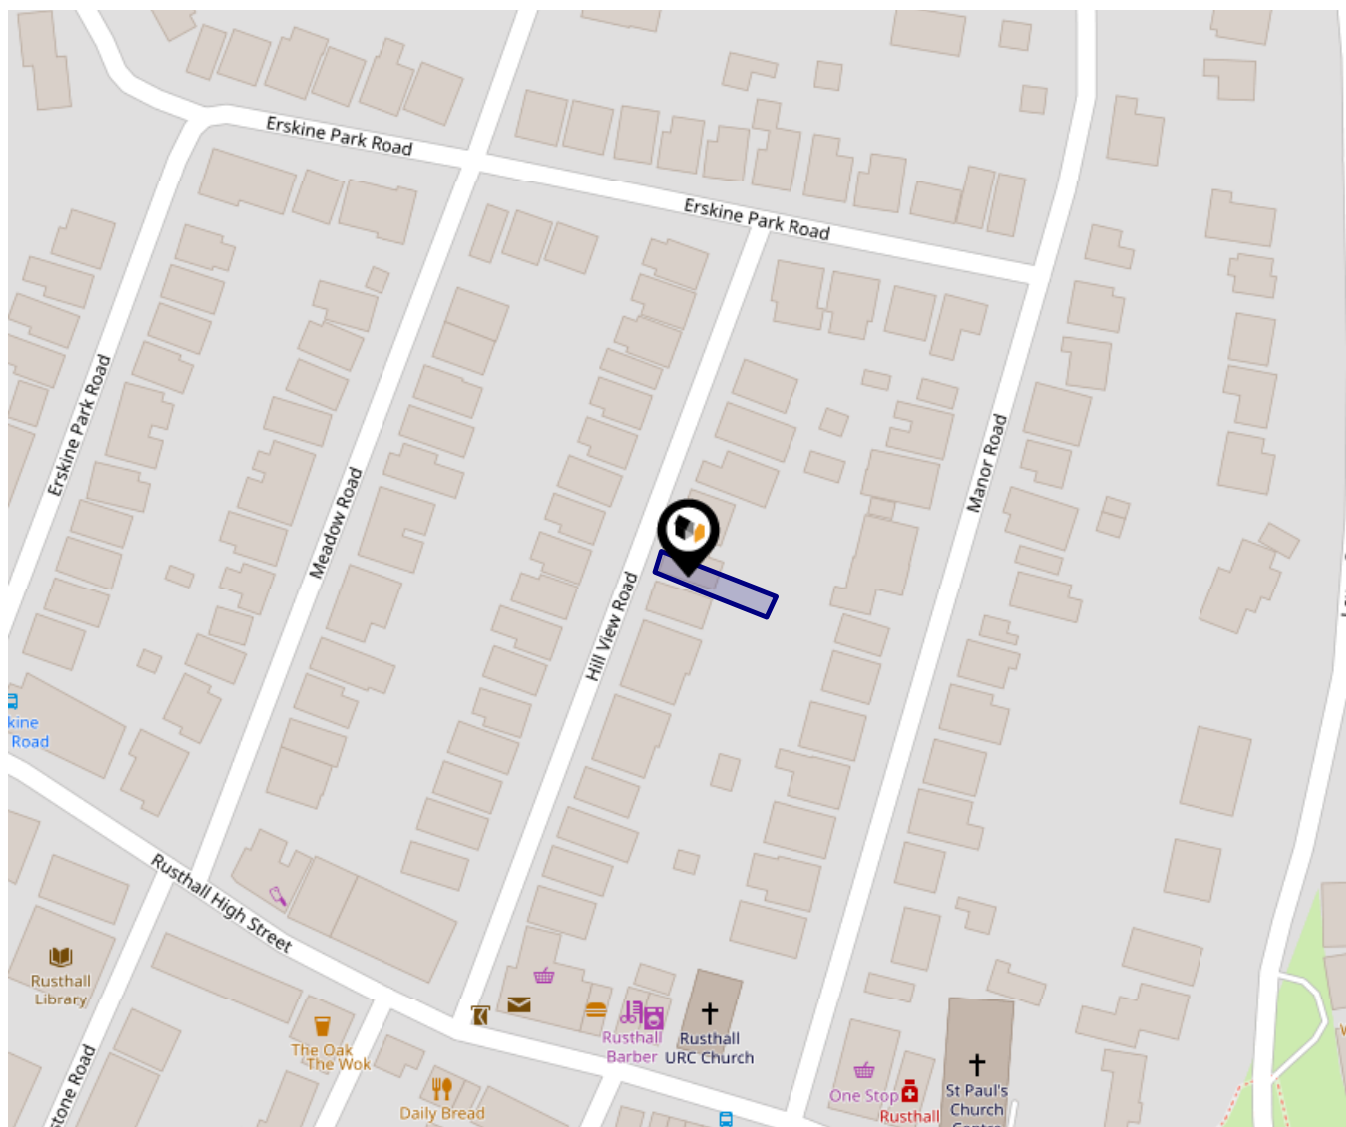 Erskine Park Road
Erskine Park Road
Erskine Park Road
Meadow Road
Manor Road
Hill View Road
kine
Road
Rusthall High Street
Rusthall
Library
The Oak
The Wok
Daily Bread
Rusthall
Barber
Rusthall
URC Church
One Stop
Rusthall
St Paul's
Church
stone Road